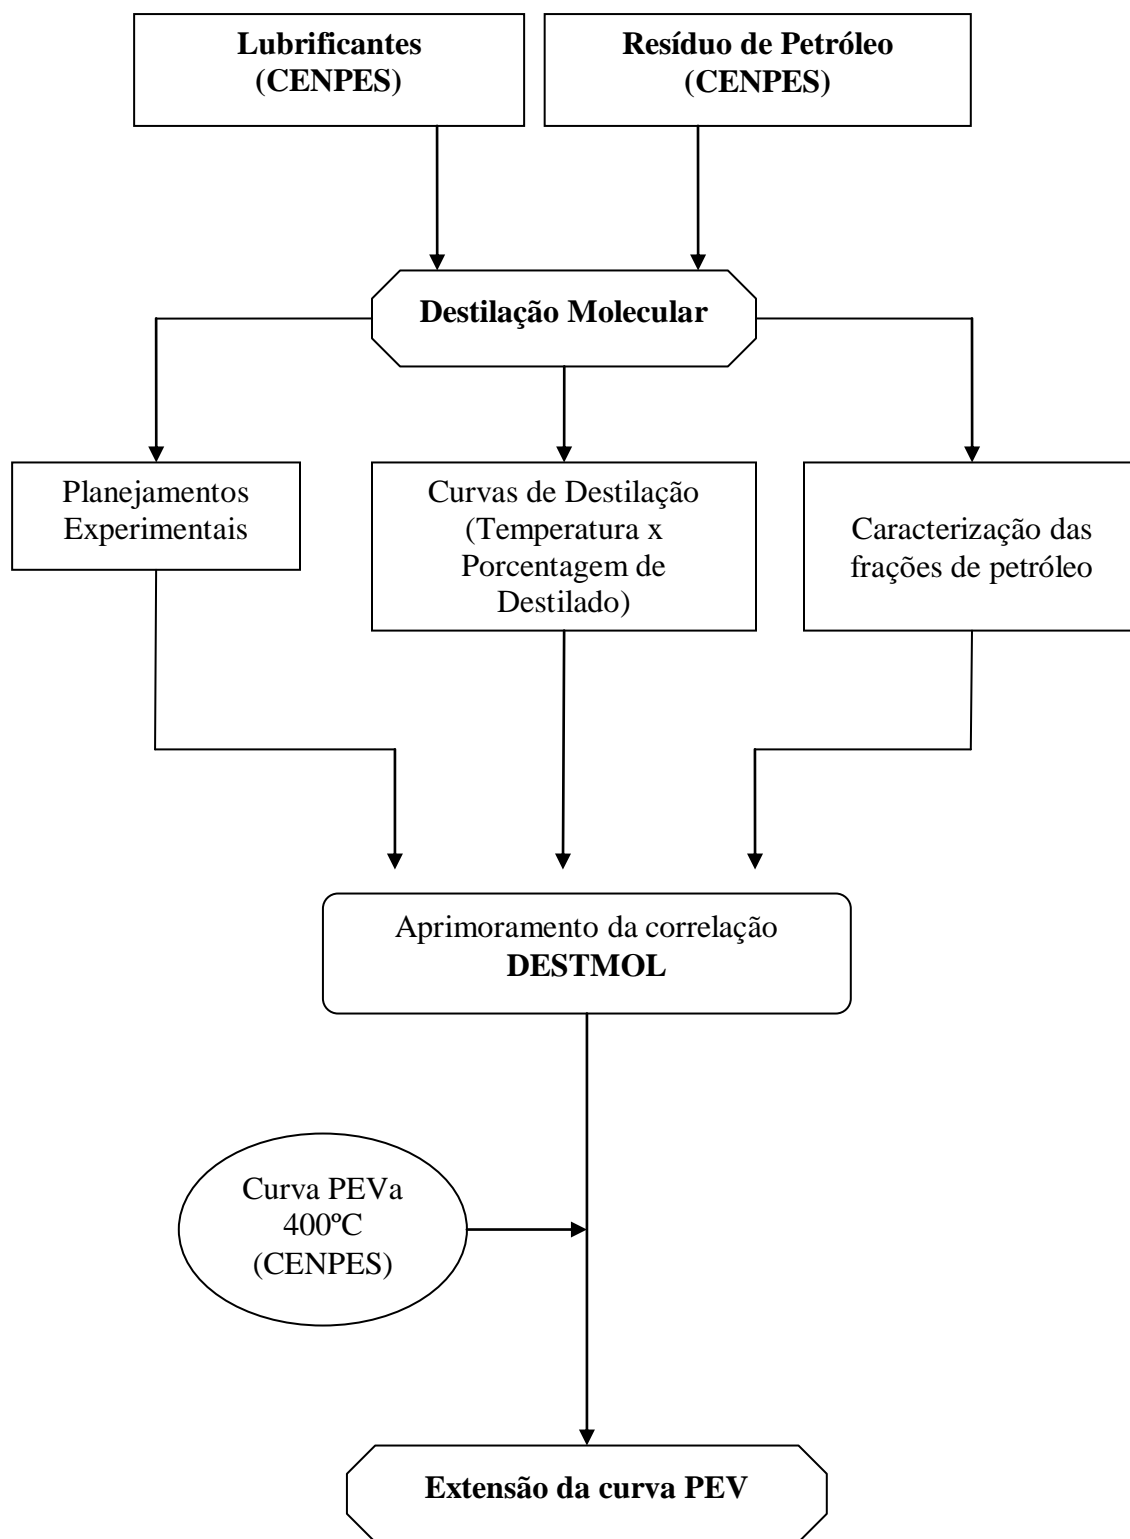 Lubrificantes
(CENPES)
Resíduo de Petróleo
(CENPES)
Destilação Molecular
Planejamentos
Experimentais
Curvas de Destilação
(Temperatura x
Porcentagem de
Destilado)
Caracterização das
frações de petróleo
Aprimoramento da correlação
DESTMOL
Curva PEVa
400ºC
(CENPES)
Extensão da curva PEV